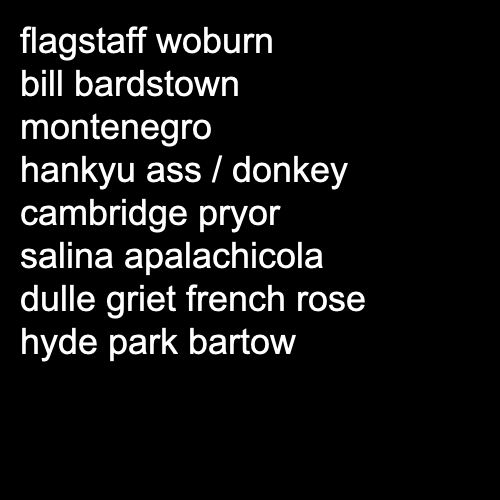 flagstaff woburn
bill bardstown
montenegro
hankyu ass / donkey
cambridge pryor
salina apalachicola
dulle griet french rose
hyde park bartow